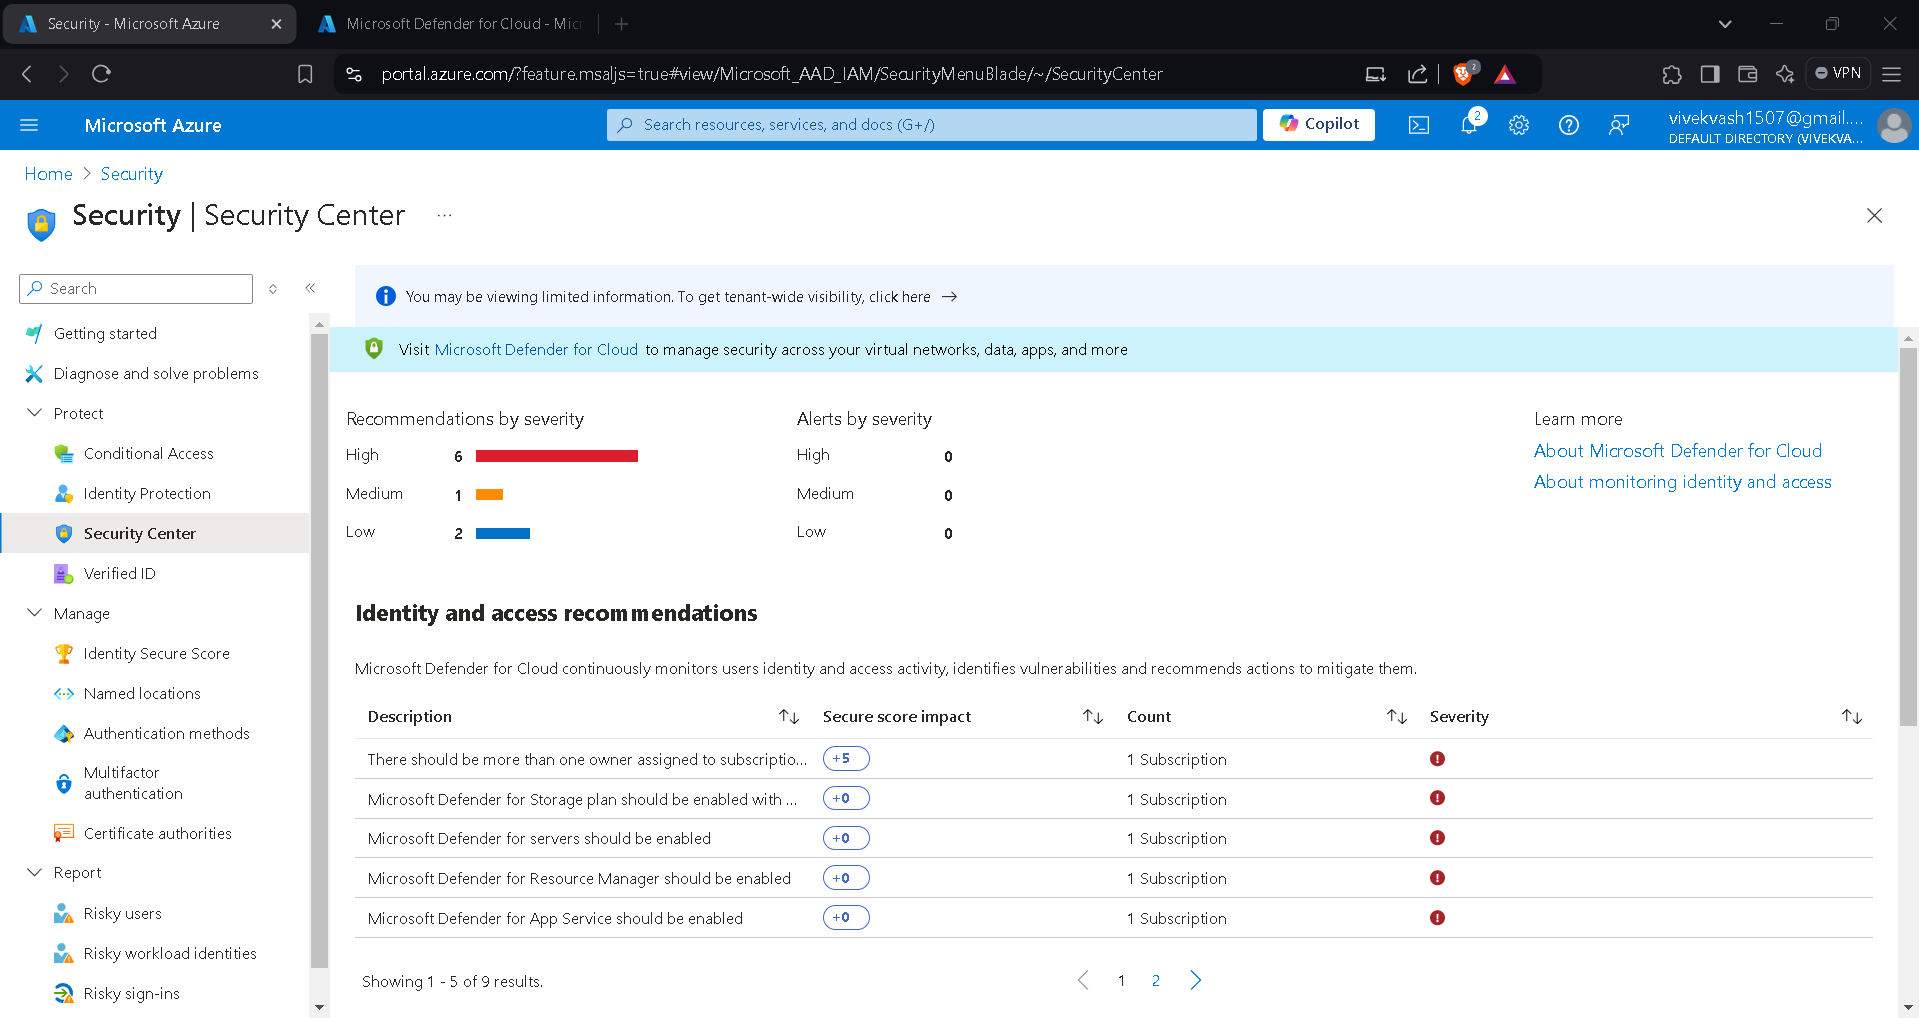 Security - Microsoft Azure
Microsoft Defender for Cloud - Mic
portal.azure.com/?feature.msaljs=true#view/Microsoft_AAD_IAM/SecurityMenuBlade/~/SecurityCenter
2
VPN
Microsoft Azure
Search resources, services, and docs (G+/)
Copilot
2
vivekvash1507@gmail....
DEFAULT DIRECTORY (VIVEKVA...
Home > Security
Security | Security Center ...
Search
You may be viewing limited information. To get tenant-wide visibility, click here →
Visit Microsoft Defender for Cloud to manage security across your virtual networks, data, apps, and more
Getting started
Diagnose and solve problems
Protect
Conditional Access
Identity Protection
Security Center
Verified ID
Manage
Identity Secure Score
Named locations
Authentication methods
Multifactor
authentication
Certificate authorities
Report
Risky users
Risky workload identities
Risky sign-ins
Recommendations by severity
High 6
Medium 1
Low 2
Alerts by severity
High 0
Medium 0
Low 0
Learn more
About Microsoft Defender for Cloud
About monitoring identity and access
Identity and access recommendations
Microsoft Defender for Cloud continuously monitors users identity and access activity, identifies vulnerabilities and recommends actions to mitigate them.
Description Secure score impact Count Severity
There should be more than one owner assigned to subscriptio... +5 1 Subscription
Microsoft Defender for Storage plan should be enabled with ... +0 1 Subscription
Microsoft Defender for servers should be enabled +0 1 Subscription
Microsoft Defender for Resource Manager should be enabled +0 1 Subscription
Microsoft Defender for App Service should be enabled +0 1 Subscription
Showing 1 - 5 of 9 results.
1 2